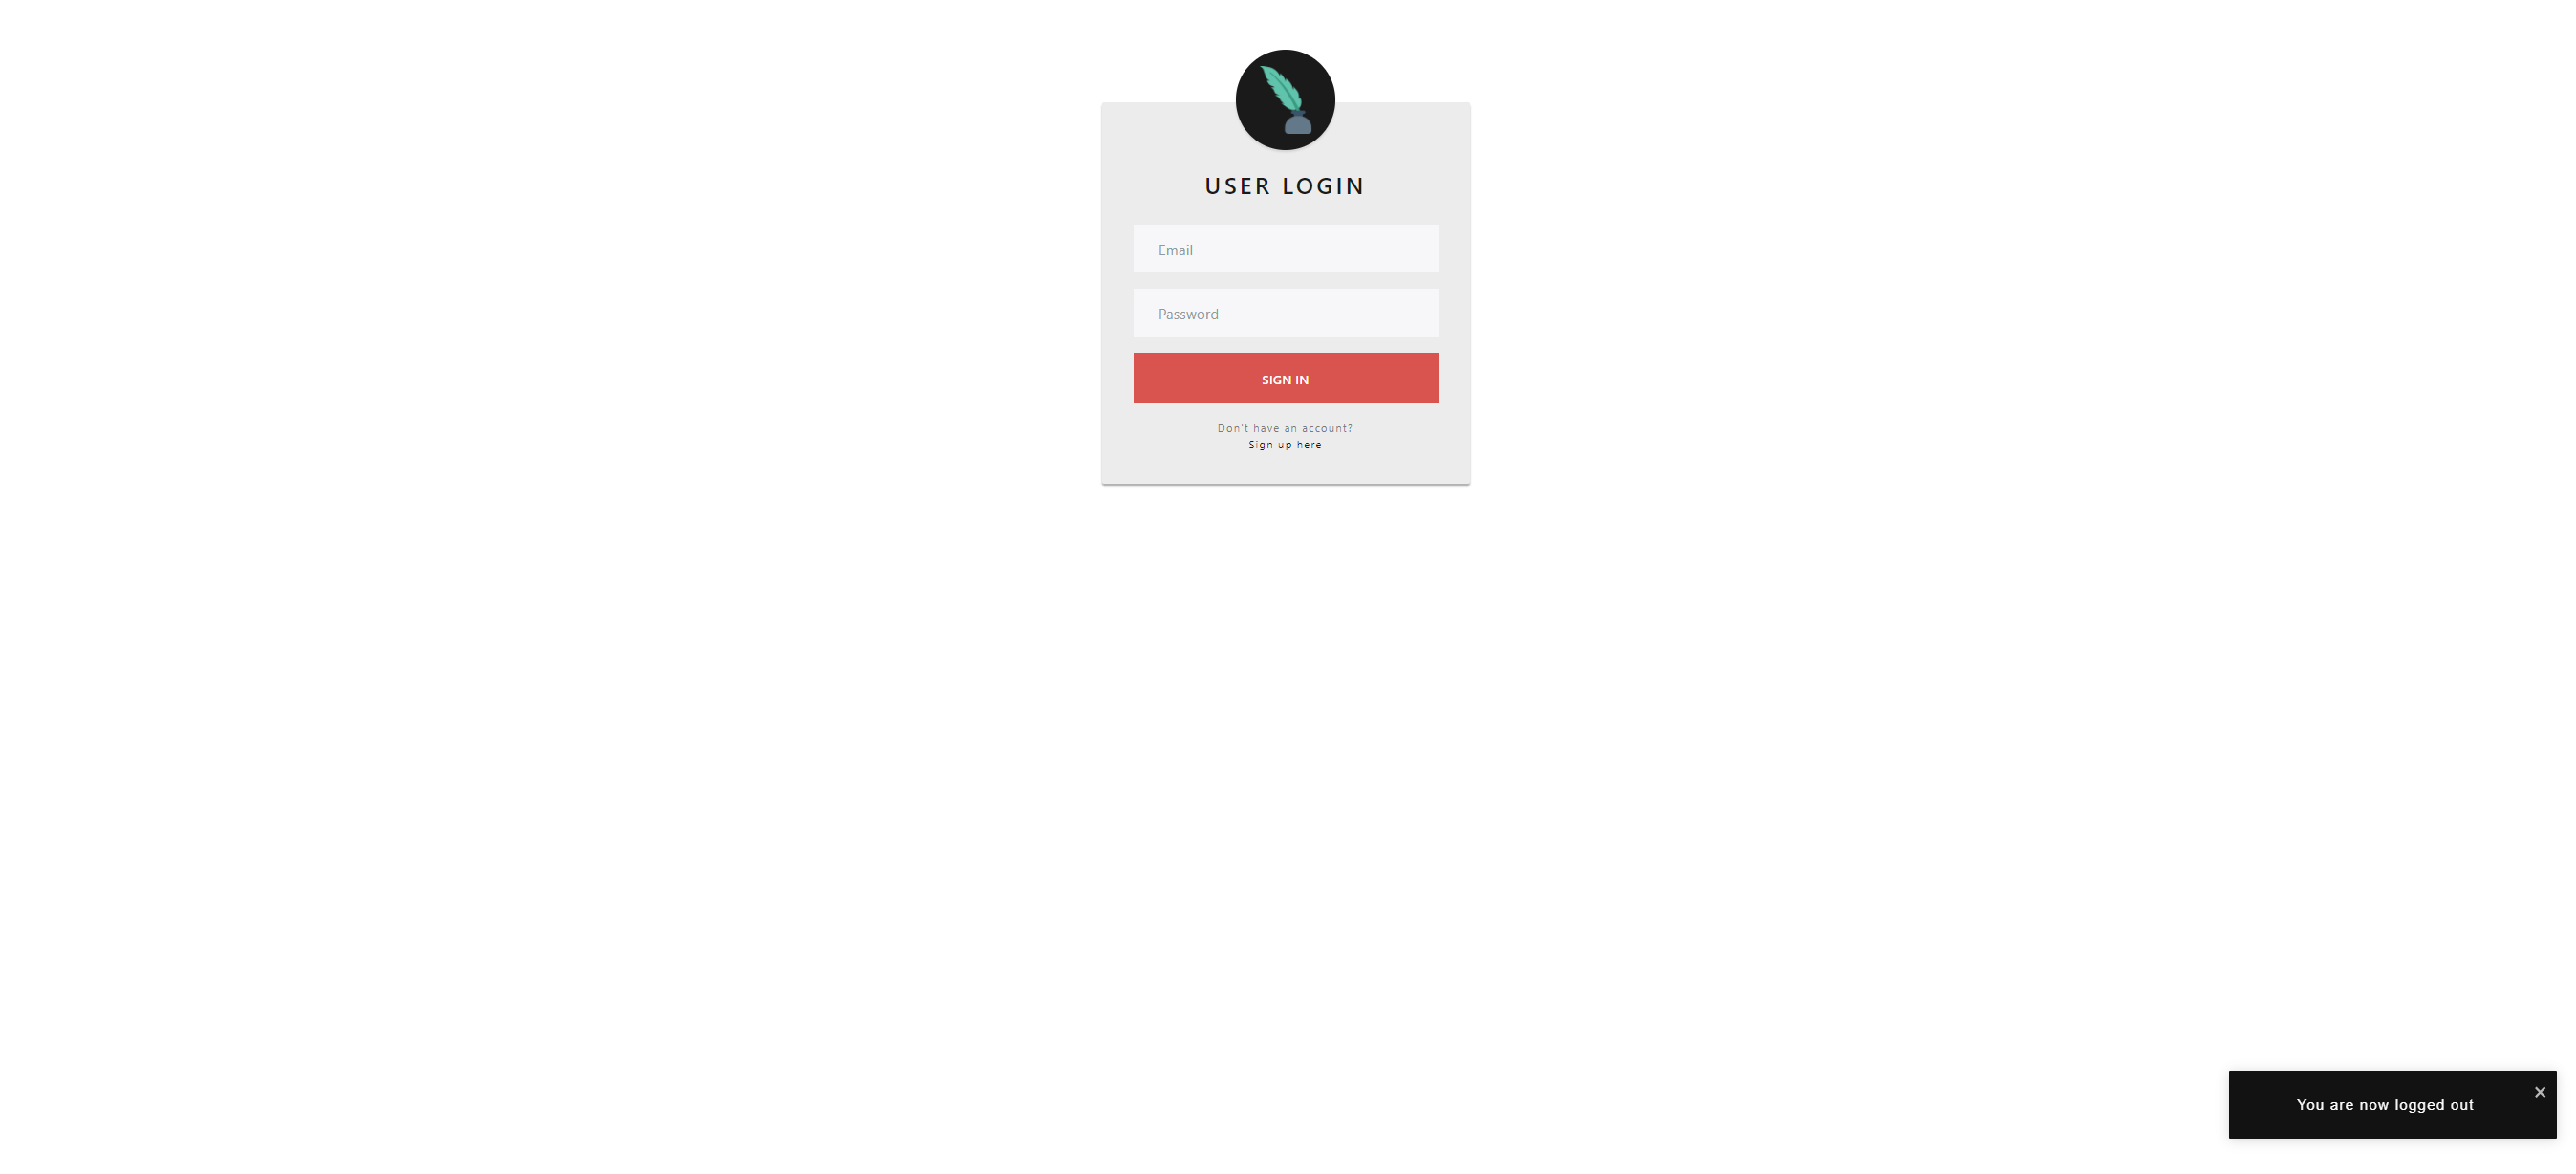 USER LOGIN
Email
Password
SIGN IN
Don't have an account?
Sign up here
You are now logged out